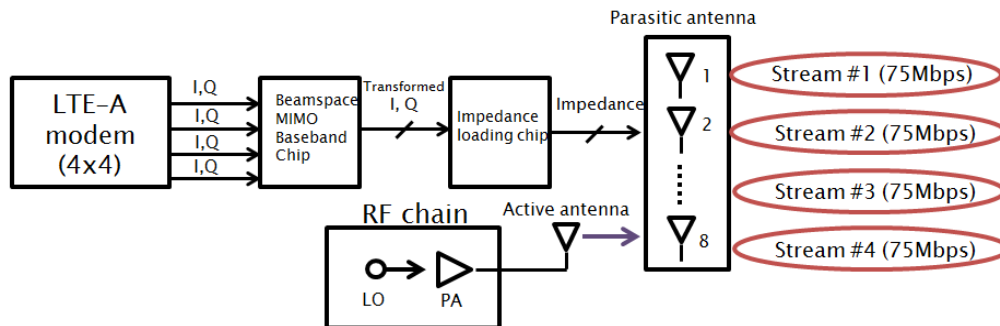 Parasitic antenna
LTE-A
modem
(4x4)
I,Q
I,Q
I,Q
I,Q
Beamspace
MIMO
Baseband
Chip
Transformed
I, Q
Impedance
loading chip
Impedance
1
2
8
Stream #1 (75Mbps)
Stream #2 (75Mbps)
Stream #3 (75Mbps)
Stream #4 (75Mbps)
RF chain
Active antenna
LO
PA